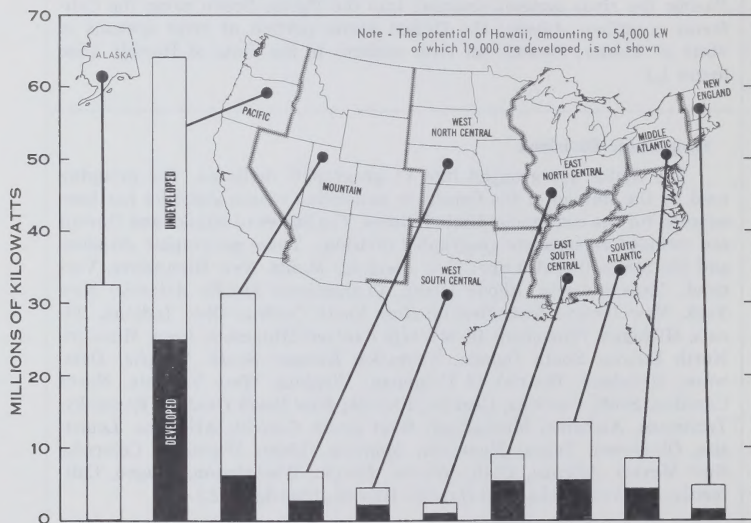 70
60
50
40
30
20
10
0
MILLIONS OF KILOWATTS
Note - The potential of Hawaii, amounting to 54,000 kW
of which 19,000 are developed, is not shown
ALASKA
PACIFIC
MOUNTAIN
WEST
NORTH CENTRAL
WEST
SOUTH CENTRAL
EAST
NORTH CENTRAL
EAST
SOUTH
CENTRAL
SOUTH
ATLANTIC
MIDDLE
ATLANTIC
NEW
ENGLAND
UNDEVELOPED
DEVELOPED